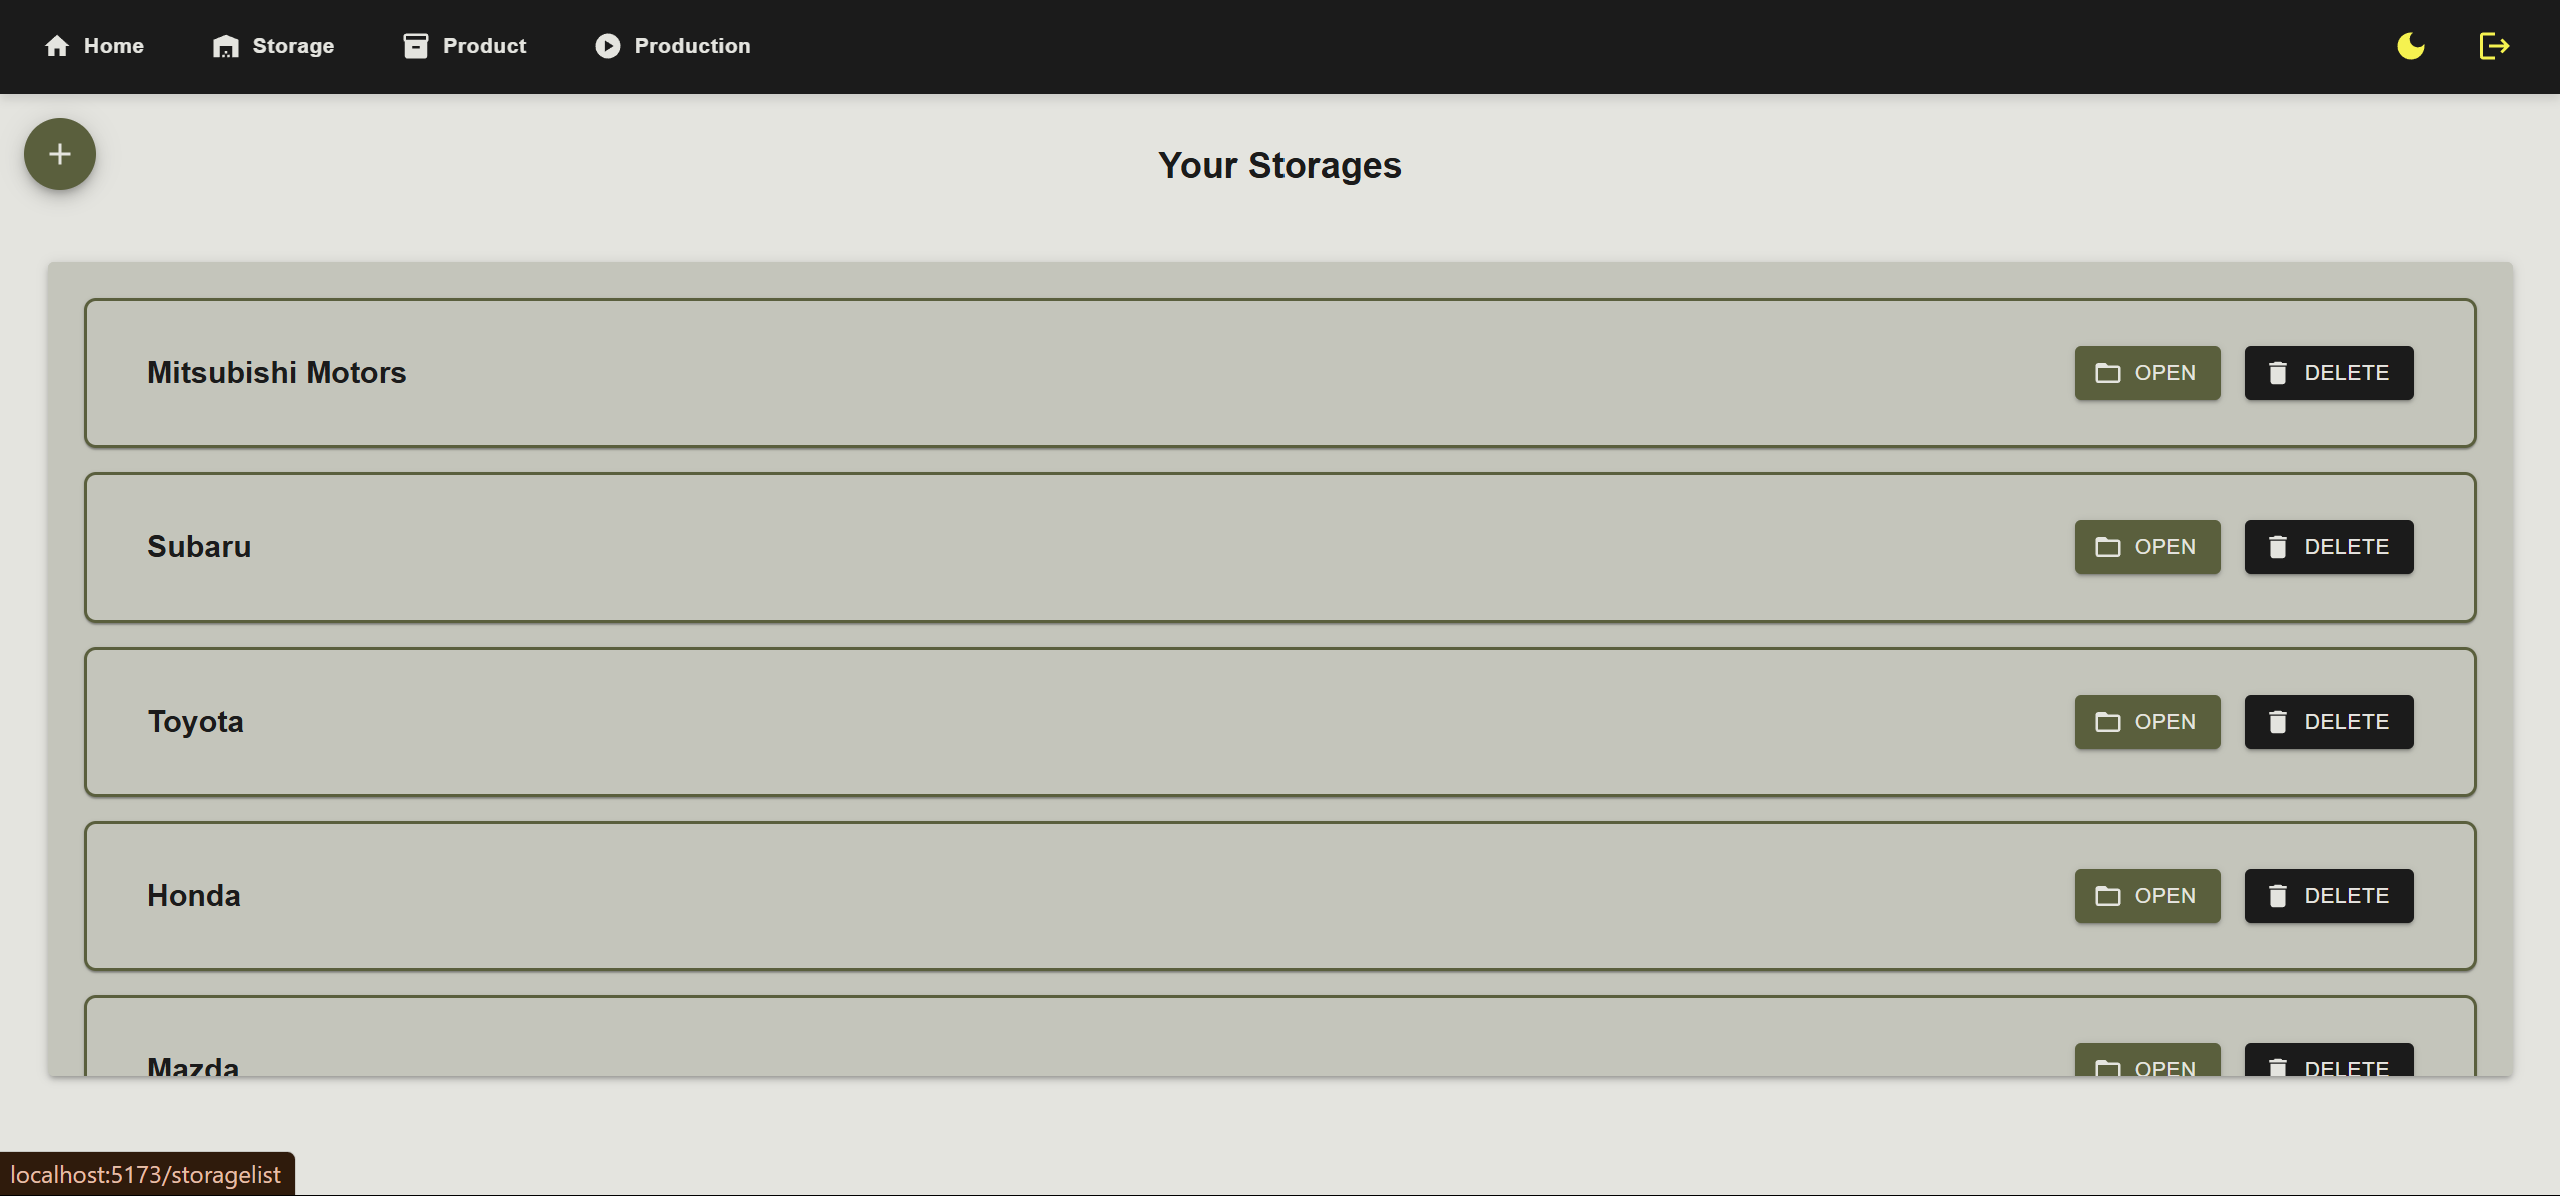 Home Storage Product Production
Your Storages
Mitsubishi Motors OPEN DELETE
Subaru OPEN DELETE
Toyota OPEN DELETE
Honda OPEN DELETE
Mazda OPEN DELETE
localhost:5173/storagelist